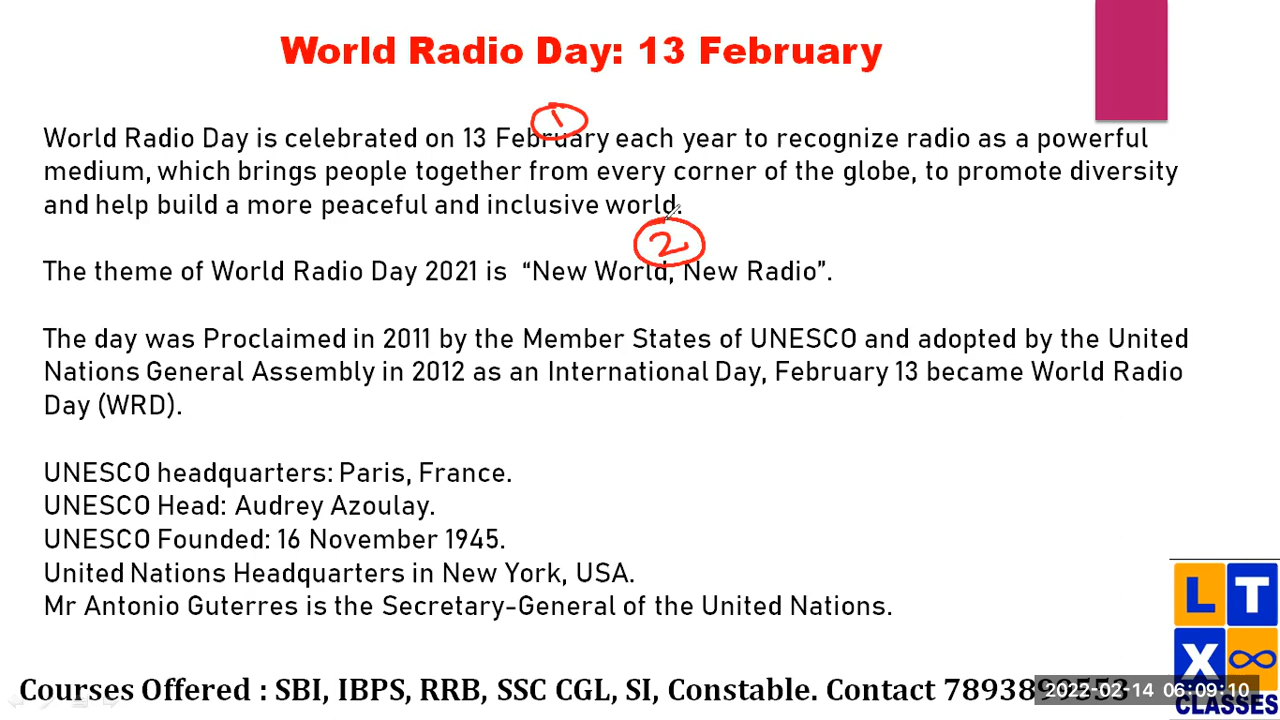 World Radio Day: 13 February
1
World Radio Day is celebrated on 13 February each year to recognize radio as a powerful
medium, which brings people together from every corner of the globe, to promote diversity
and help build a more peaceful and inclusive world.
2
The theme of World Radio Day 2021 is “New World, New Radio”.
The day was Proclaimed in 2011 by the Member States of UNESCO and adopted by the United
Nations General Assembly in 2012 as an International Day, February 13 became World Radio
Day (WRD).
UNESCO headquarters: Paris, France.
UNESCO Head: Audrey Azoulay.
UNESCO Founded: 16 November 1945.
United Nations Headquarters in New York, USA.
Mr Antonio Guterres is the Secretary-General of the United Nations.
L T
X ∞
CLASSES
Courses Offered : SBI, IBPS, RRB, SSC CGL, SI, Constable. Contact
2022-02-14 06:09:10